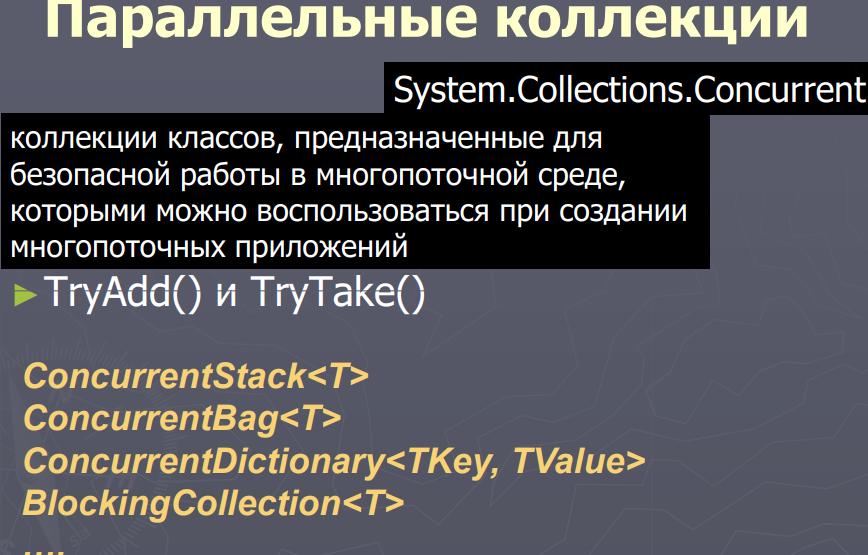 Параллельные коллекции
System.Collections.Concurrent
коллекции классов, предназначенные для
безопасной работы в многопоточной среде,
которыми можно воспользоваться при создании
многопоточных приложений
►TryAdd() и TryTake()
ConcurrentStack<T>
ConcurrentBag<T>
ConcurrentDictionary<TKey, TValue>
BlockingCollection<T>
....